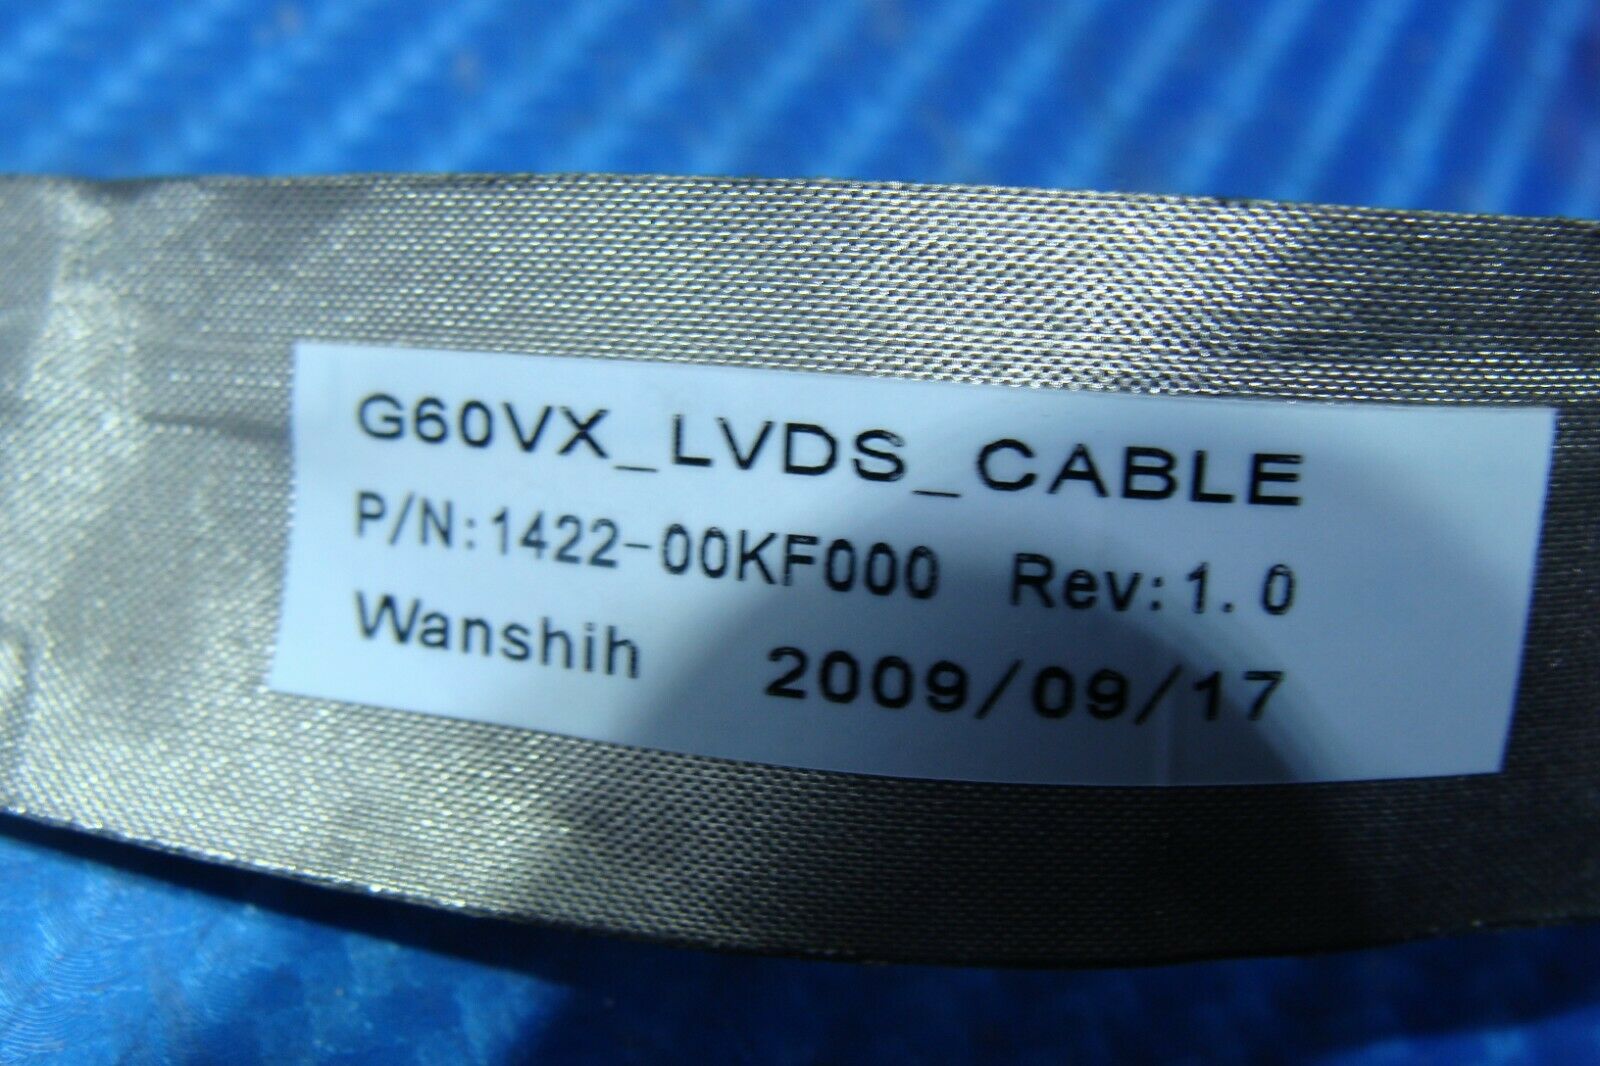 G60VX_LVDS_CABLE
P/N:1422-00KF000 Rev:1.0
Wanshih 2009/09/17